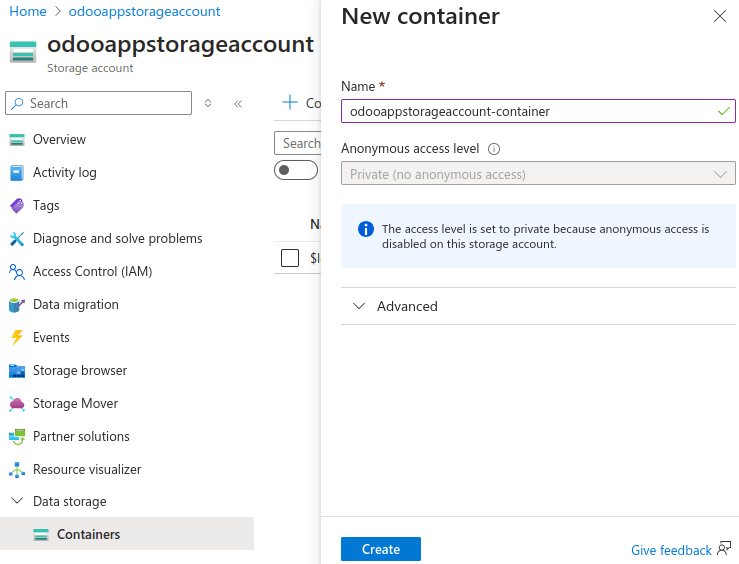 Home > odooappstorageaccount
odooappstorageaccount
Storage account
Search
Overview
Activity log
Tags
Diagnose and solve problems
Access Control (IAM)
Data migration
Events
Storage browser
Storage Mover
Partner solutions
Resource visualizer
Data storage
Containers
Search
New container
Name *
odooappstorageaccount-container
Anonymous access level
Private (no anonymous access)
The access level is set to private because anonymous access is
disabled on this storage account.
Advanced
Create
Give feedback